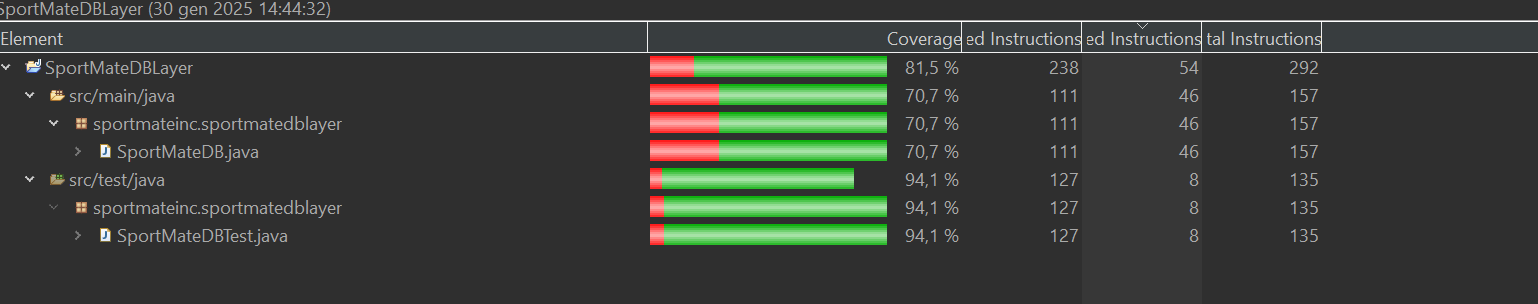 SportMateDBLayer (30 gen 2025 14:44:32)
Element Coverage ed Instructions ed Instructions tal Instructions
SportMateDBLayer 81,5 % 238 54 292
src/main/java 70,7 % 111 46 157
sportmateinc.sportmatedblayer 70,7 % 111 46 157
SportMateDB.java 70,7 % 111 46 157
src/test/java 94,1 % 127 8 135
sportmateinc.sportmatedblayer 94,1 % 127 8 135
SportMateDBTest.java 94,1 % 127 8 135